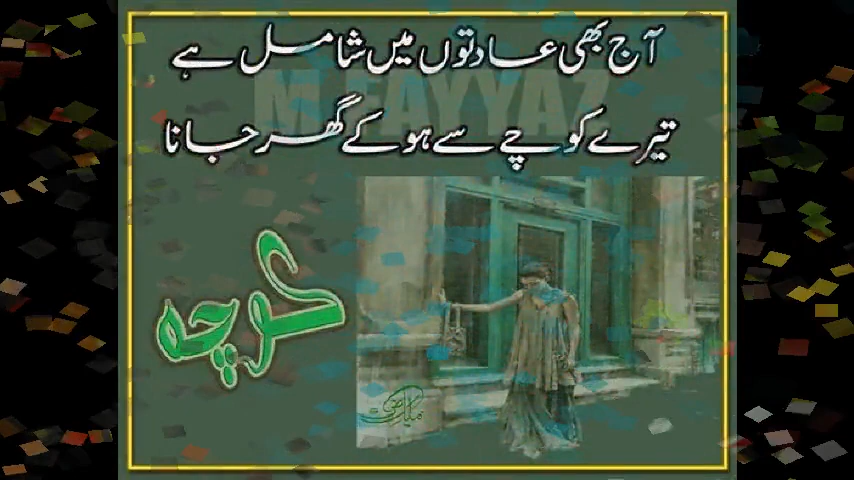 آج بھی عادتوں میں شامل ہے
M FAYYAZ
تیرے کوچے سے ہو کے گھر جانا
کوچہ